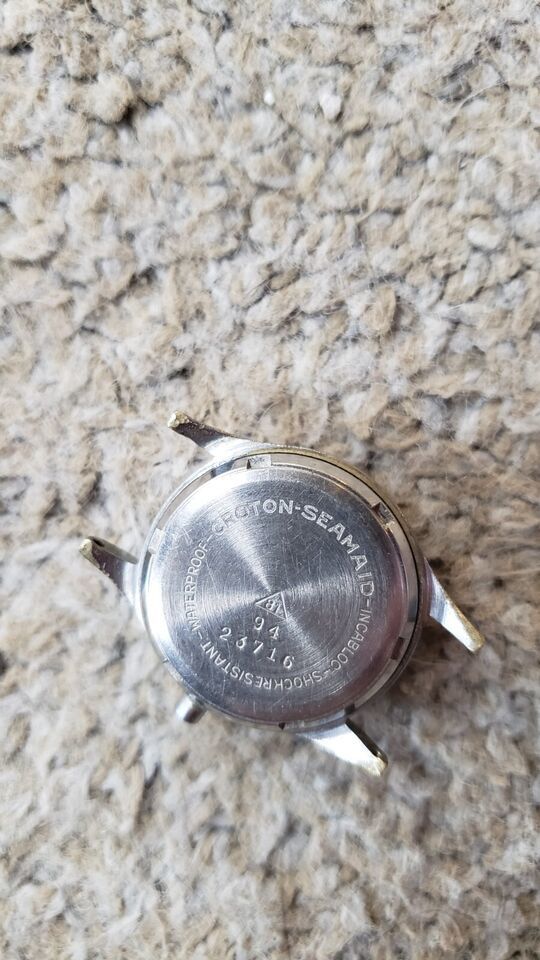 CROTON-SEAMAID-INCABLOC-SHOCKRESISTANT-WATERPROOF-
94
23716